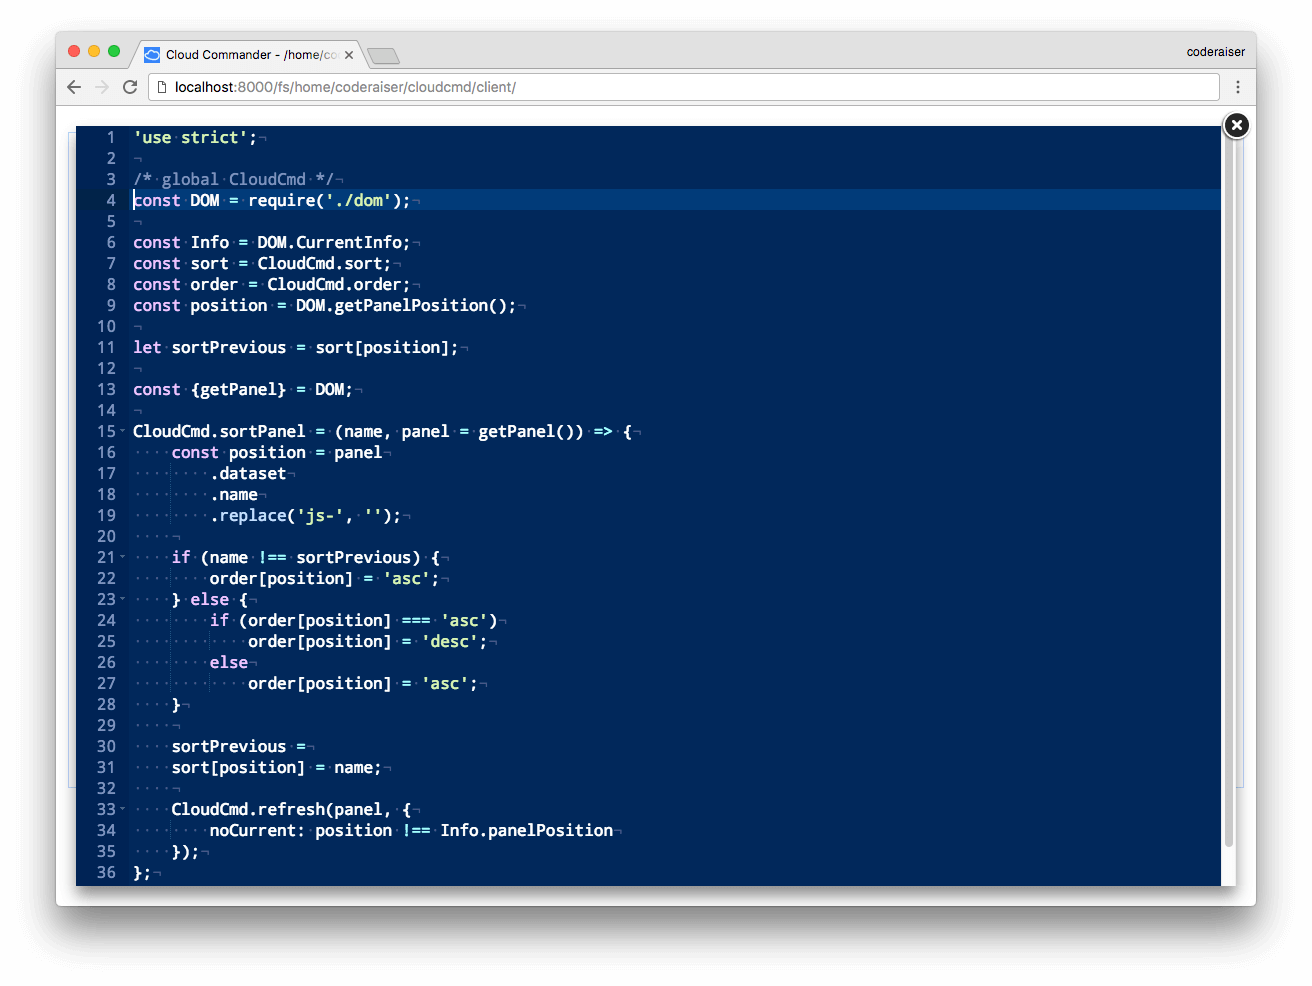 Cloud Commander - /home/co
coderaiser
localhost:8000/fs/home/coderaiser/cloudcmd/client/
1 'use strict';
2
3 /* global CloudCmd */
4 const DOM = require('./dom');
5
6 const Info = DOM.CurrentInfo;
7 const sort = CloudCmd.sort;
8 const order = CloudCmd.order;
9 const position = DOM.getPanelPosition();
10
11 let sortPrevious = sort[position];
12
13 const {getPanel} = DOM;
14
15 CloudCmd.sortPanel = (name, panel = getPanel()) => {
16     const position = panel
17         .dataset
18         .name
19         .replace('js-', '');
20
21     if (name !== sortPrevious) {
22         order[position] = 'asc';
23     } else {
24         if (order[position] === 'asc')
25             order[position] = 'desc';
26         else
27             order[position] = 'asc';
28     }
29
30     sortPrevious =
31     sort[position] = name;
32
33     CloudCmd.refresh(panel, {
34         noCurrent: position !== Info.panelPosition
35     });
36 };